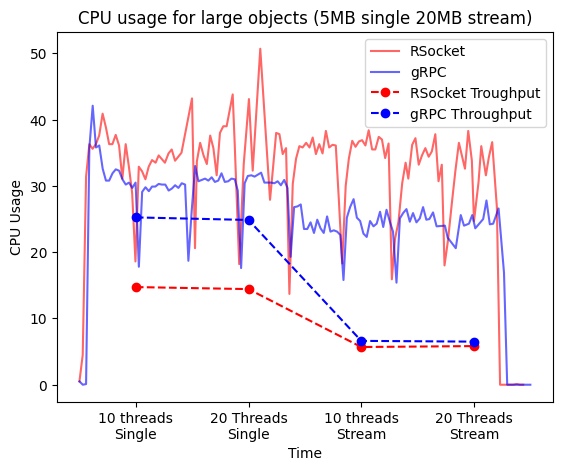 CPU usage for large objects (5MB single 20MB stream)
RSocket
gRPC
RSocket Troughput
gRPC Throughput
CPU Usage
50
40
30
20
10
0
10 threads
Single
20 Threads
Single
10 threads
Stream
20 Threads
Stream
Time